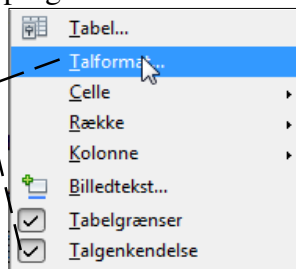 Tabel...
Talformat...
Celle
Række
Kolonne
Billedtekst...
Tabelgrænser
Talgenkendelse